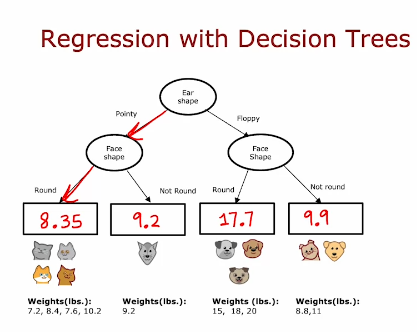 Regression with Decision Trees
Ear
shape
Pointy
Floppy
Face
shape
Face
Shape
Round
Not Round
Round
Not round
8.35
9.2
17.7
9.9
Weights(lbs.):
7.2, 8.4, 7.6, 10.2
Weights(lbs.):
9.2
Weights(lbs.):
15, 18, 20
Weights(lbs.):
8.8,11